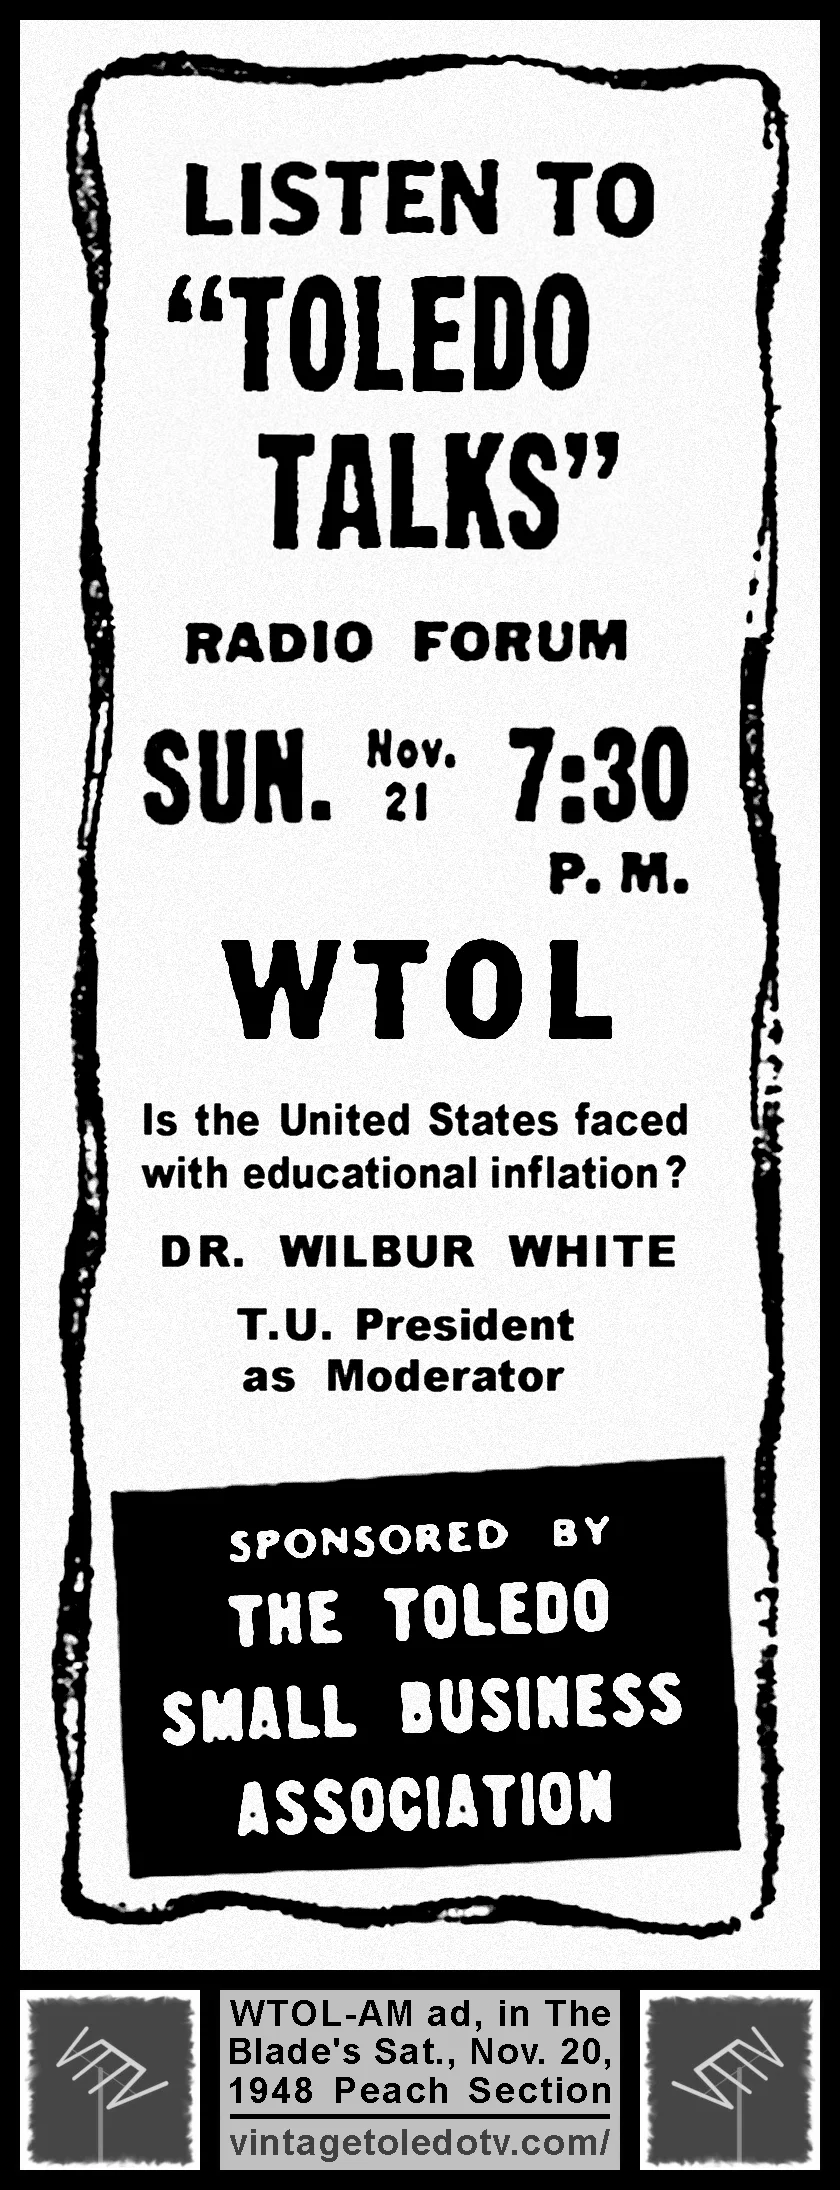 LISTEN TO
“TOLEDO
TALKS”
RADIO FORUM
SUN. Nov. 21 7:30
P. M.
WTOL
Is the United States faced
with educational inflation?
DR. WILBUR WHITE
T.U. President
as Moderator
SPONSORED BY
THE TOLEDO
SMALL BUSINESS
ASSOCIATION
WTOL-AM ad, in The
Blade's Sat., Nov. 20,
1948 Peach Section
vintagetoledotv.com/